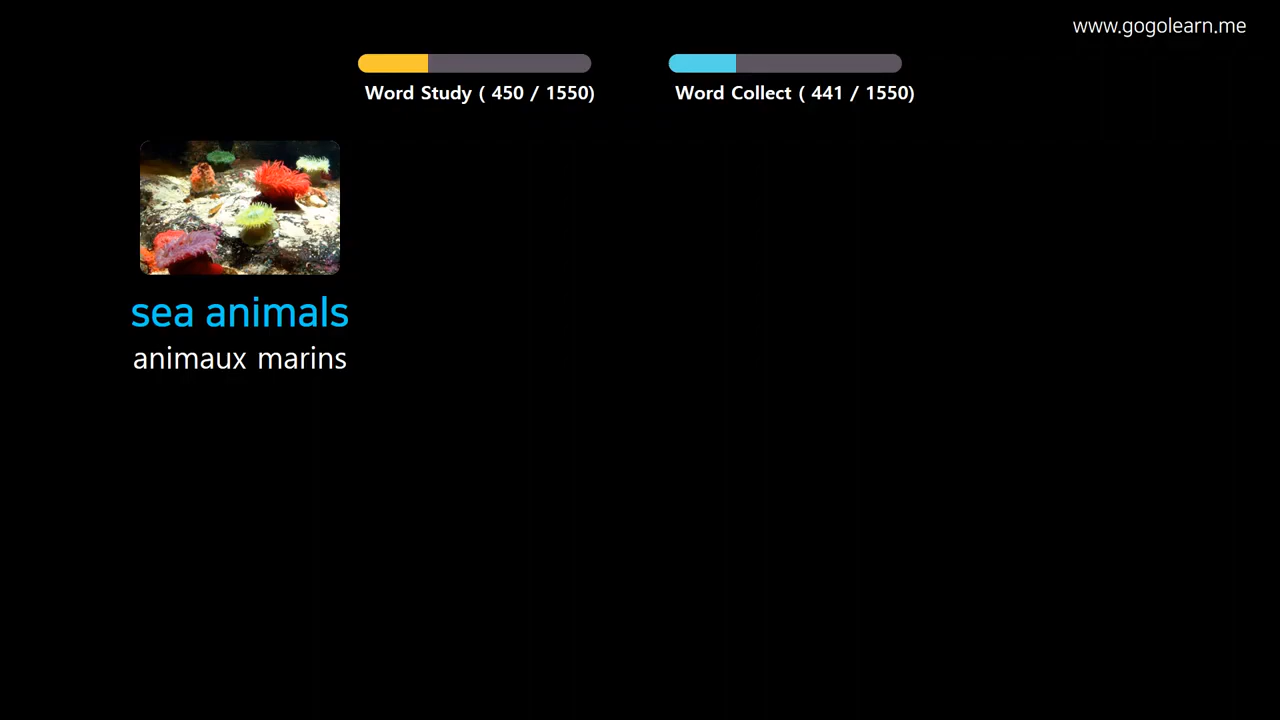 www.gogolearn.me
Word Study ( 450 / 1550)
Word Collect ( 441 / 1550)
sea animals
animaux marins